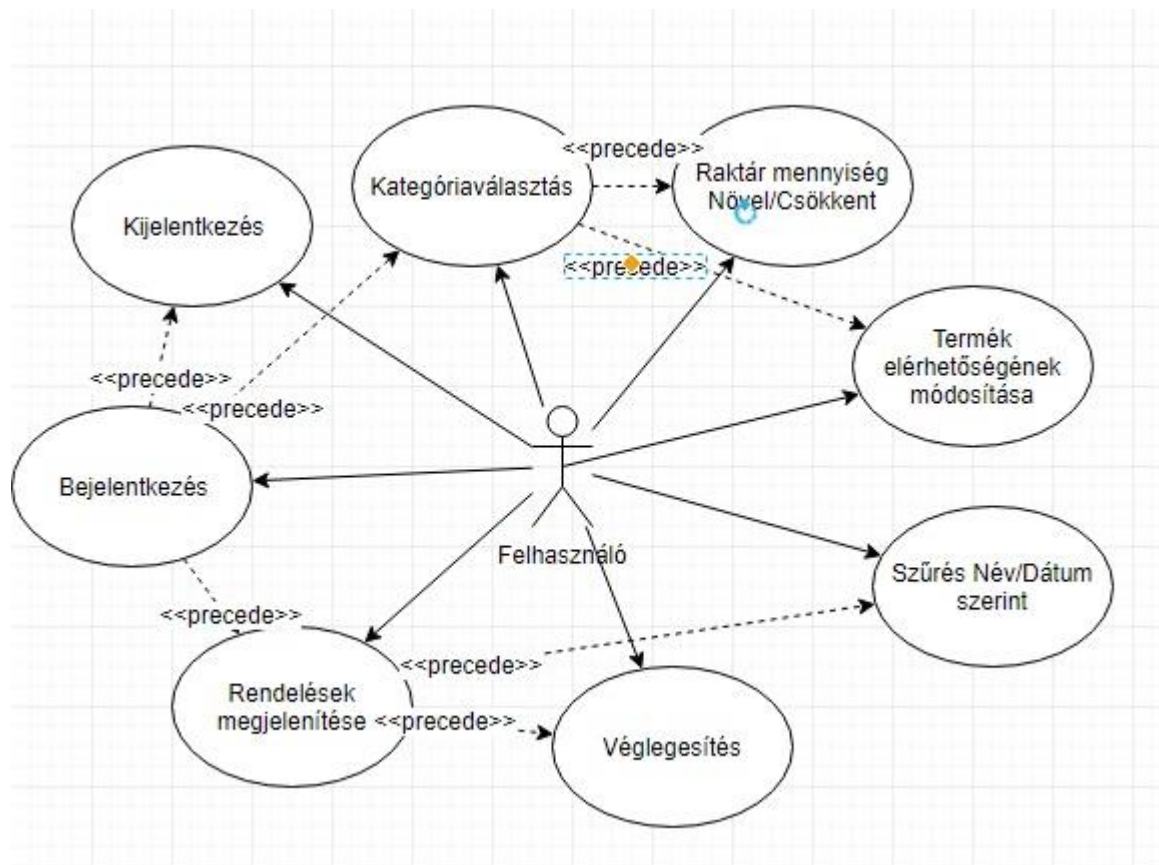 <<precede>>
Kategóriaválasztás
Raktár mennyiség
Növel/Csökkent
Kijelentkezés
<<precede>>
Termék
elérhetőségének
módosítása
<<precede>>
<<precede>>
Bejelentkezés
Felhasználó
Szűrés Név/Dátum
szerint
<<precede>>
<<precede>>
Rendelések
megjelenítése
<<precede>>
Véglegesítés